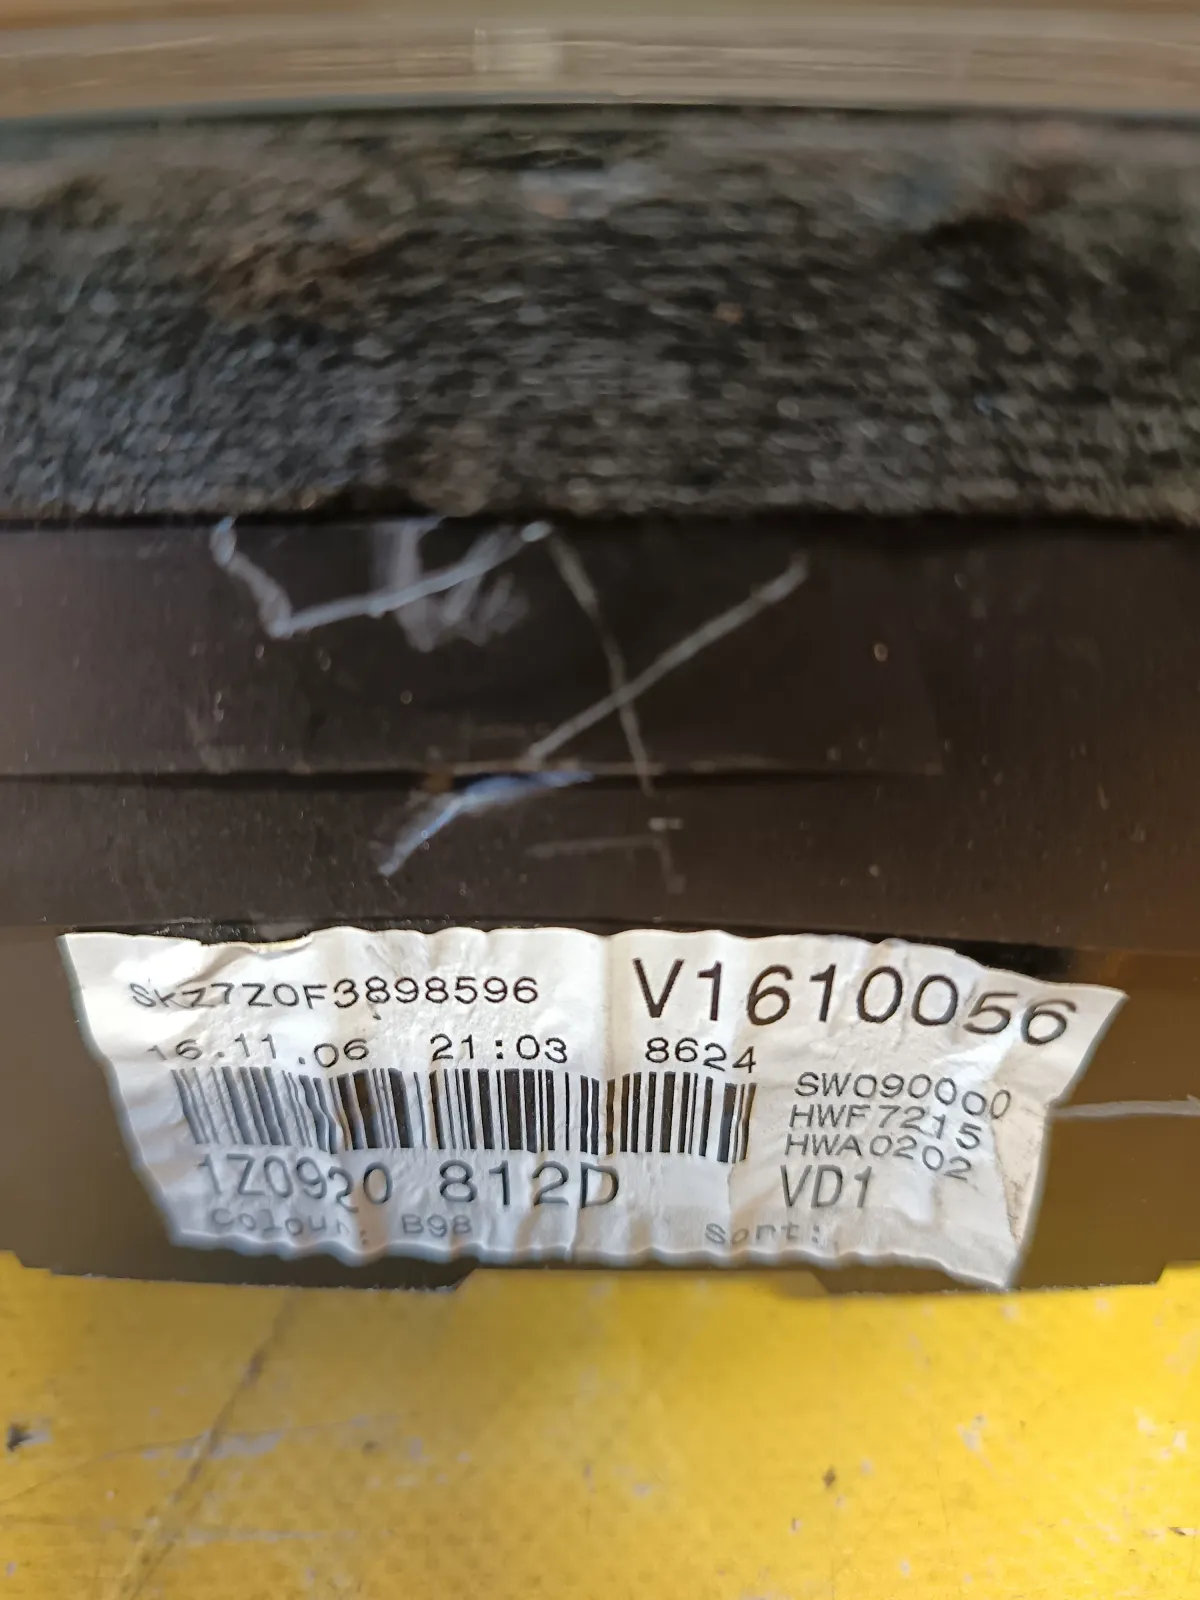 SKZ7Z0F3898596 V1610056
16.11.06 21:03 8624
SW090000
HWF7215
HWA0202
1Z0920 812D VD1
Colour: B98 Sort: